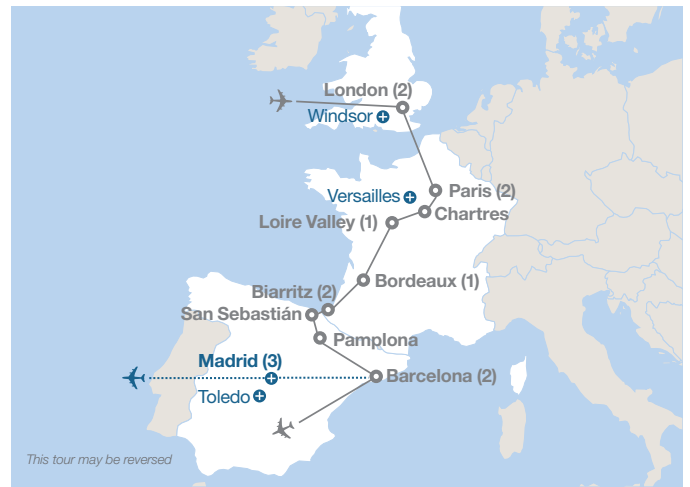 London (2)
Windsor
Versailles
Paris (2)
Chartres
Loire Valley (1)
Bordeaux (1)
Biarritz (2)
San Sebastián
Pamplona
Madrid (3)
Barcelona (2)
Toledo
This tour may be reversed